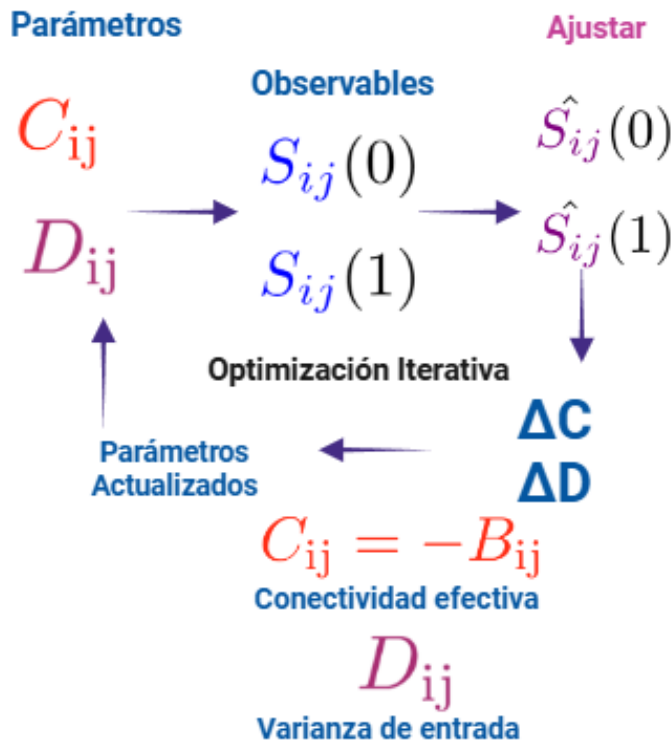 Parámetros
Ajustar
Observables
C_ij
D_ij
S_ij(0)
S_ij(1)
Ŝ_ij(0)
Ŝ_ij(1)
Optimización Iterativa
ΔC
ΔD
Parámetros
Actualizados
C_ij = −B_ij
Conectividad efectiva
D_ij
Varianza de entrada